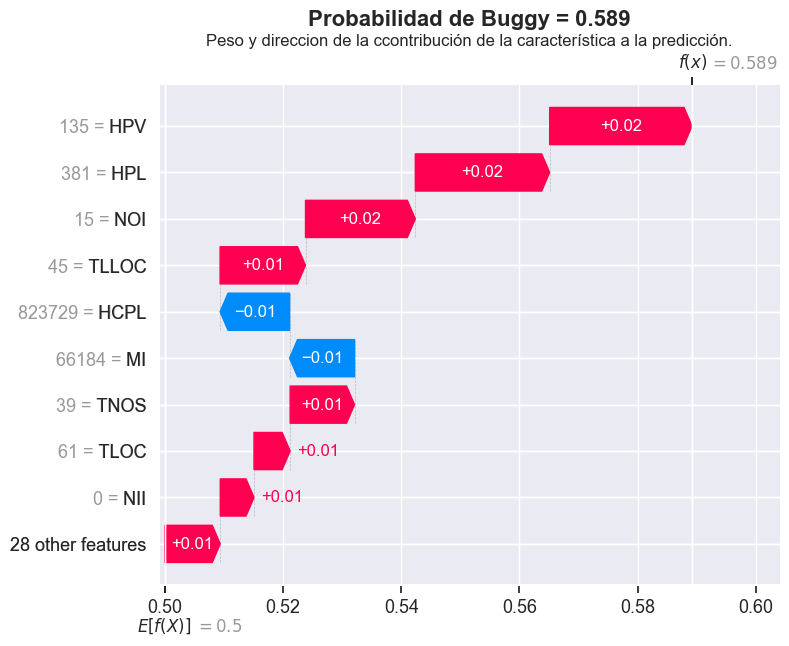 Probabilidad de Buggy = 0.589
Peso y direccion de la ccontribución de la característica a la predicción.
f(x) = 0.589
135 = HPV +0.02
381 = HPL +0.02
15 = NOI +0.02
45 = TLLOC +0.01
823729 = HCPL −0.01
66184 = MI −0.01
39 = TNOS +0.01
61 = TLOC +0.01
0 = NII +0.01
28 other features +0.01
0.50 0.52 0.54 0.56 0.58 0.60
E[f(X)] = 0.5